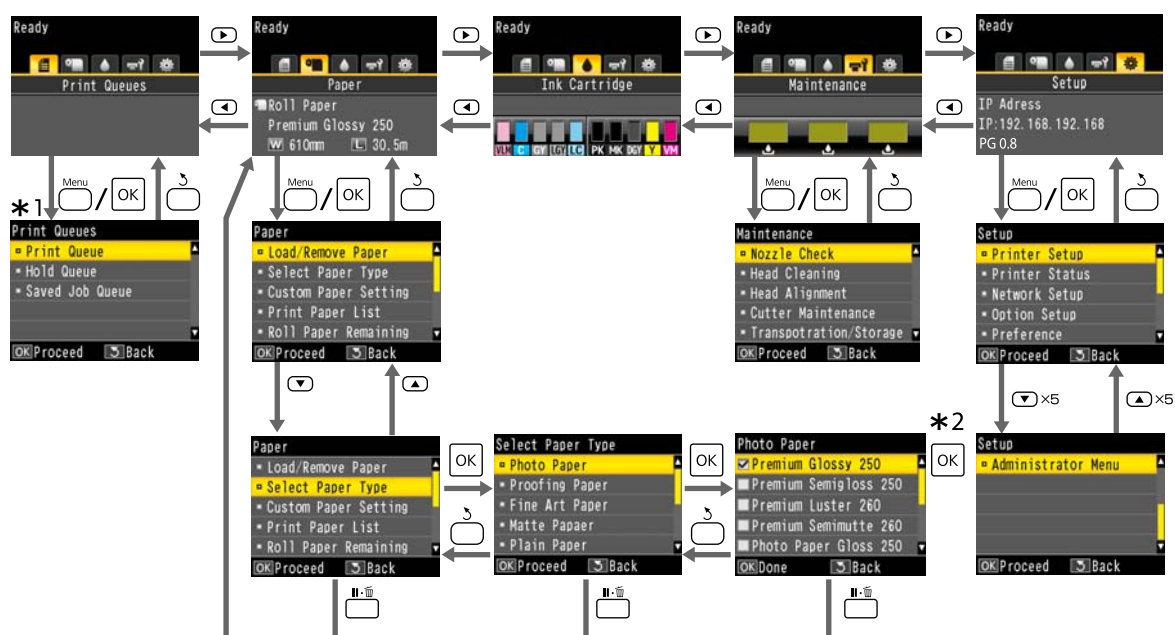 Ready
Print Queues
Ready
Paper
Roll Paper
Premium Glossy 250
W 610mm L 30.5m
Ready
Ink Cartridge
VLM C GY LGY LC PK MK DGY Y VM
Ready
Maintenance
Ready
Setup
IP Adress
IP:192.168.192.168
PG 0.8
Menu / OK
Menu / OK
Menu / OK
Menu / OK
*1
Print Queues
Print Queue
Hold Queue
Saved Job Queue
OK Proceed Back
Paper
Load/Remove Paper
Select Paper Type
Custom Paper Setting
Print Paper List
Roll Paper Remaining
OK Proceed Back
Maintenance
Nozzle Check
Head Cleaning
Head Alignment
Cutter Maintenance
Transpotration/Storage
OK Proceed Back
Setup
Printer Setup
Printer Status
Network Setup
Option Setup
Preference
OK Proceed Back
×5
×5
Paper
Load/Remove Paper
Select Paper Type
Custom Paper Setting
Print Paper List
Roll Paper Remaining
OK Proceed Back
OK
Select Paper Type
Photo Paper
Proofing Paper
Fine Art Paper
Matte Papaer
Plain Paper
OK Proceed Back
OK
Photo Paper
Premium Glossy 250
Premium Semigloss 250
Premium Luster 260
Premium Semimutte 260
Photo Paper Gloss 250
OK Done Back
*2
OK
Setup
Administrator Menu
OK Proceed Back